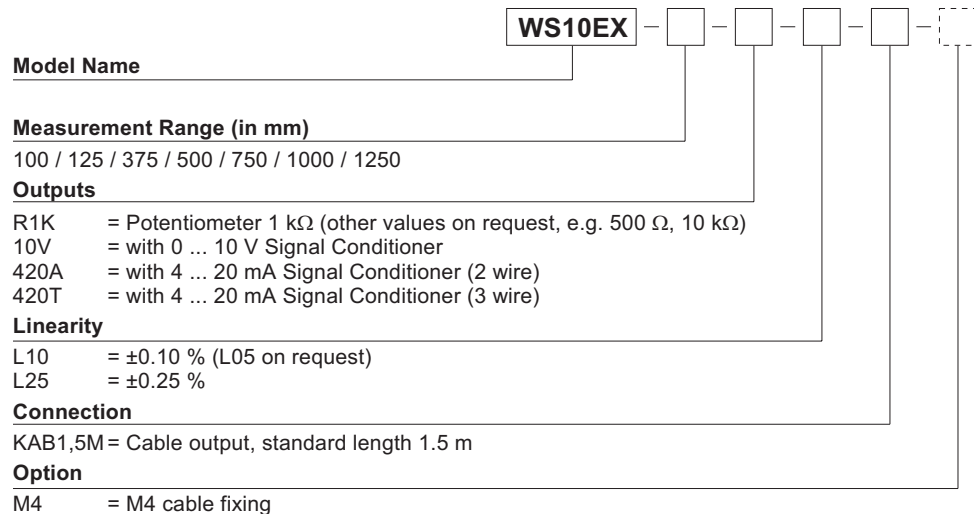 WS10EX – – – – –
Model Name
Measurement Range (in mm)
100 / 125 / 375 / 500 / 750 / 1000 / 1250
Outputs
R1K = Potentiometer 1 kΩ (other values on request, e.g. 500 Ω, 10 kΩ)
10V = with 0 ... 10 V Signal Conditioner
420A = with 4 ... 20 mA Signal Conditioner (2 wire)
420T = with 4 ... 20 mA Signal Conditioner (3 wire)
Linearity
L10 = ±0.10 % (L05 on request)
L25 = ±0.25 %
Connection
KAB1,5M = Cable output, standard length 1.5 m
Option
M4 = M4 cable fixing